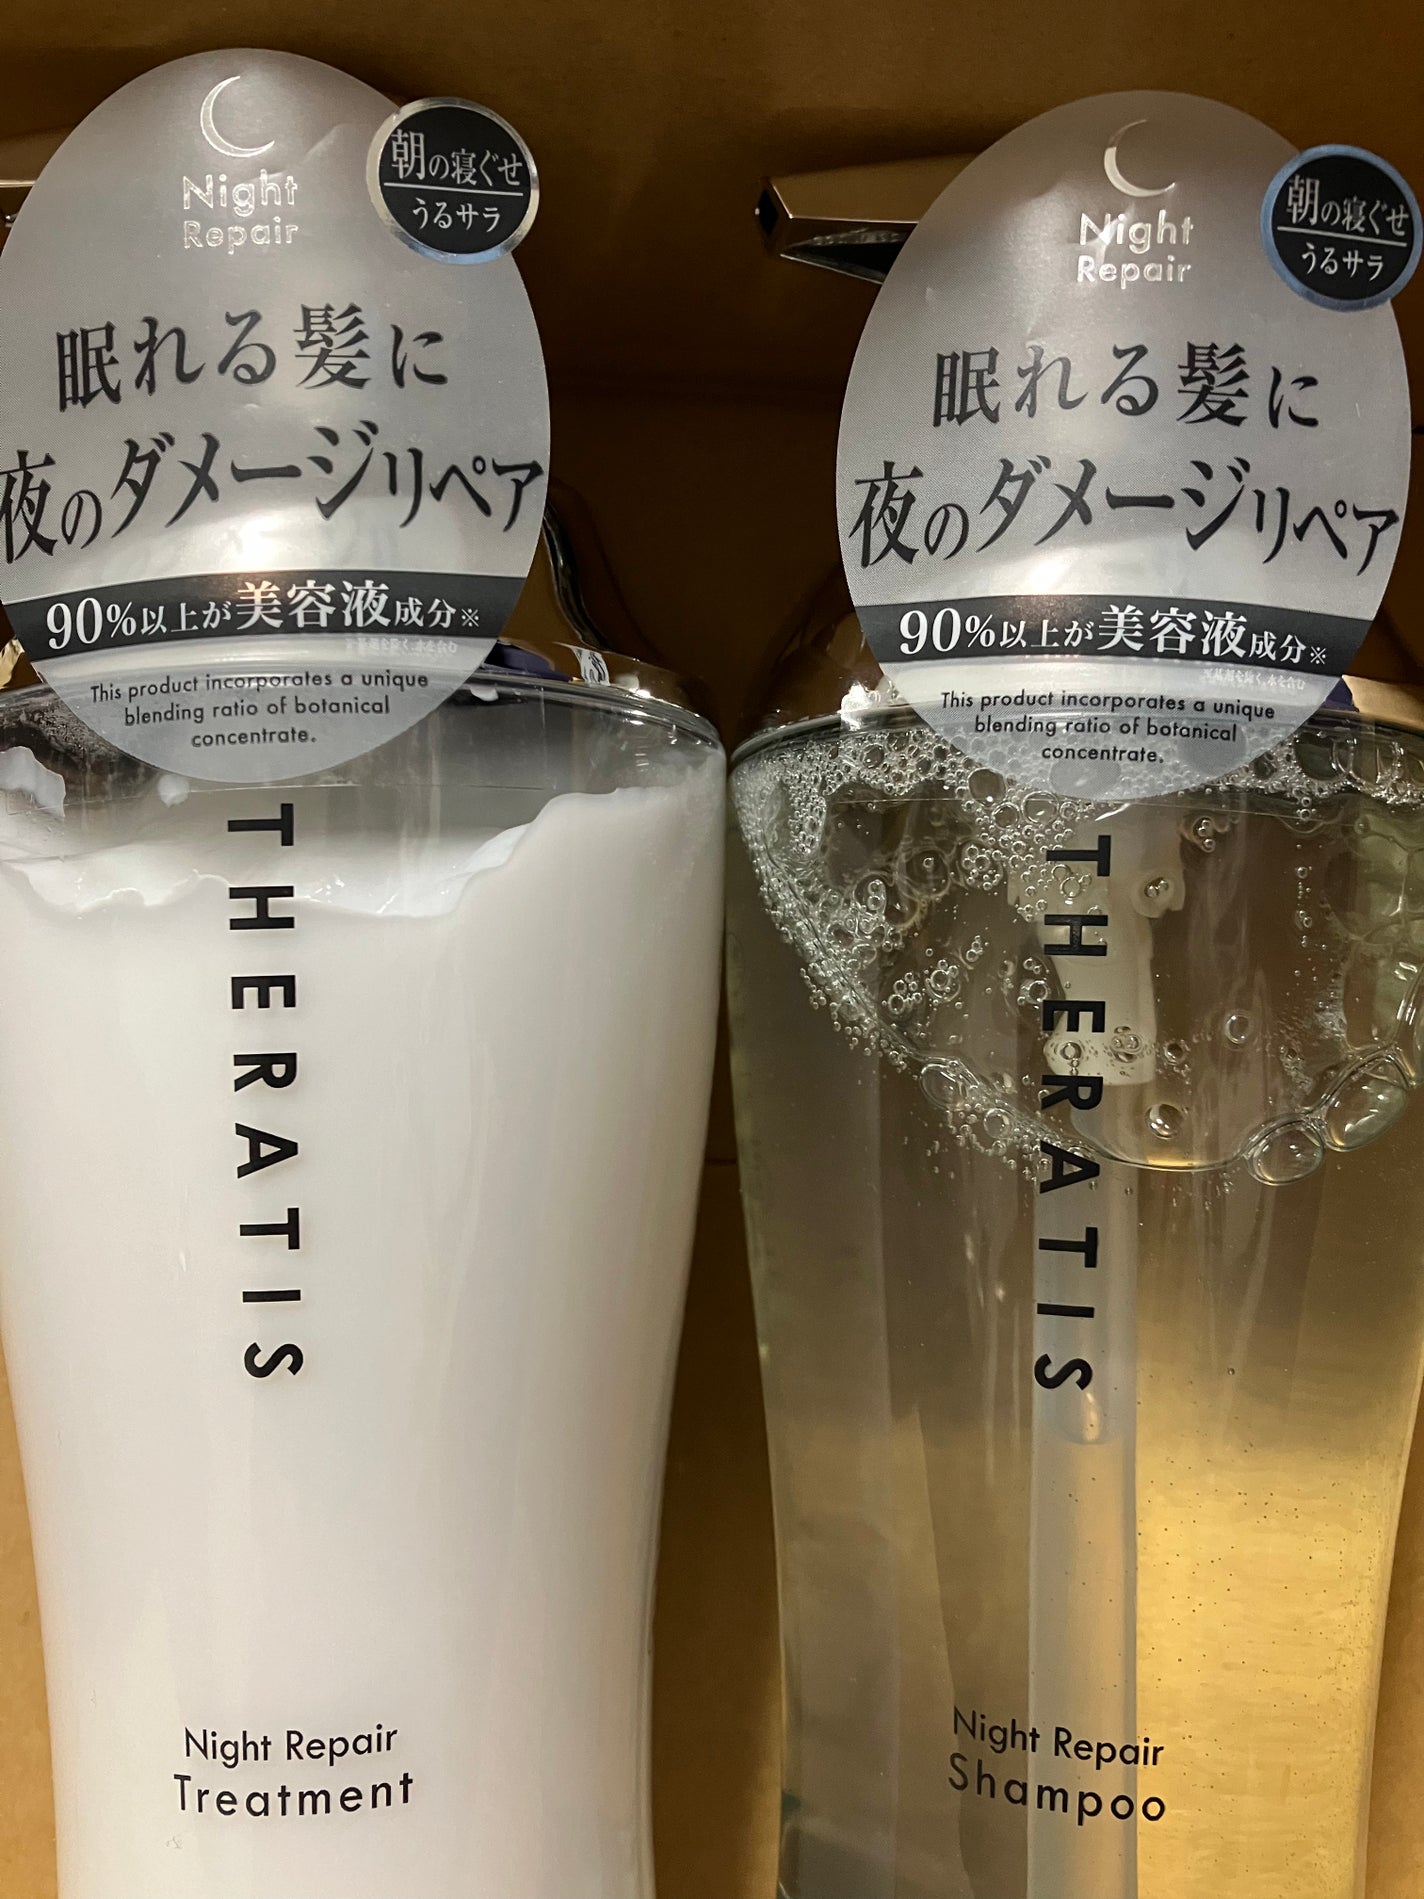 Night
Repair
朝の寝ぐせ
うるサラ
眠れる髪に
夜のダメージリペア
90%以上が美容液成分※
This product incorporates a unique
blending ratio of botanical
concentrate.
THERATIS
Night Repair
Treatment
Night
Repair
朝の寝ぐせ
うるサラ
眠れる髪に
夜のダメージリペア
90%以上が美容液成分※
This product incorporates a unique
blending ratio of botanical
concentrate.
THERATIS
Night Repair
Shampoo